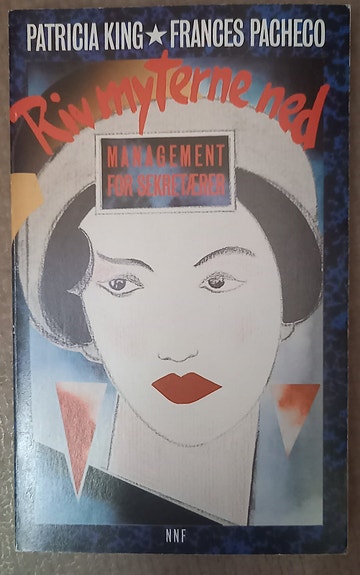 PATRICIA KING★FRANCES PACHECO
Riv myterne ned
MANAGEMENT
FOR SEKRETÆRER
NNF